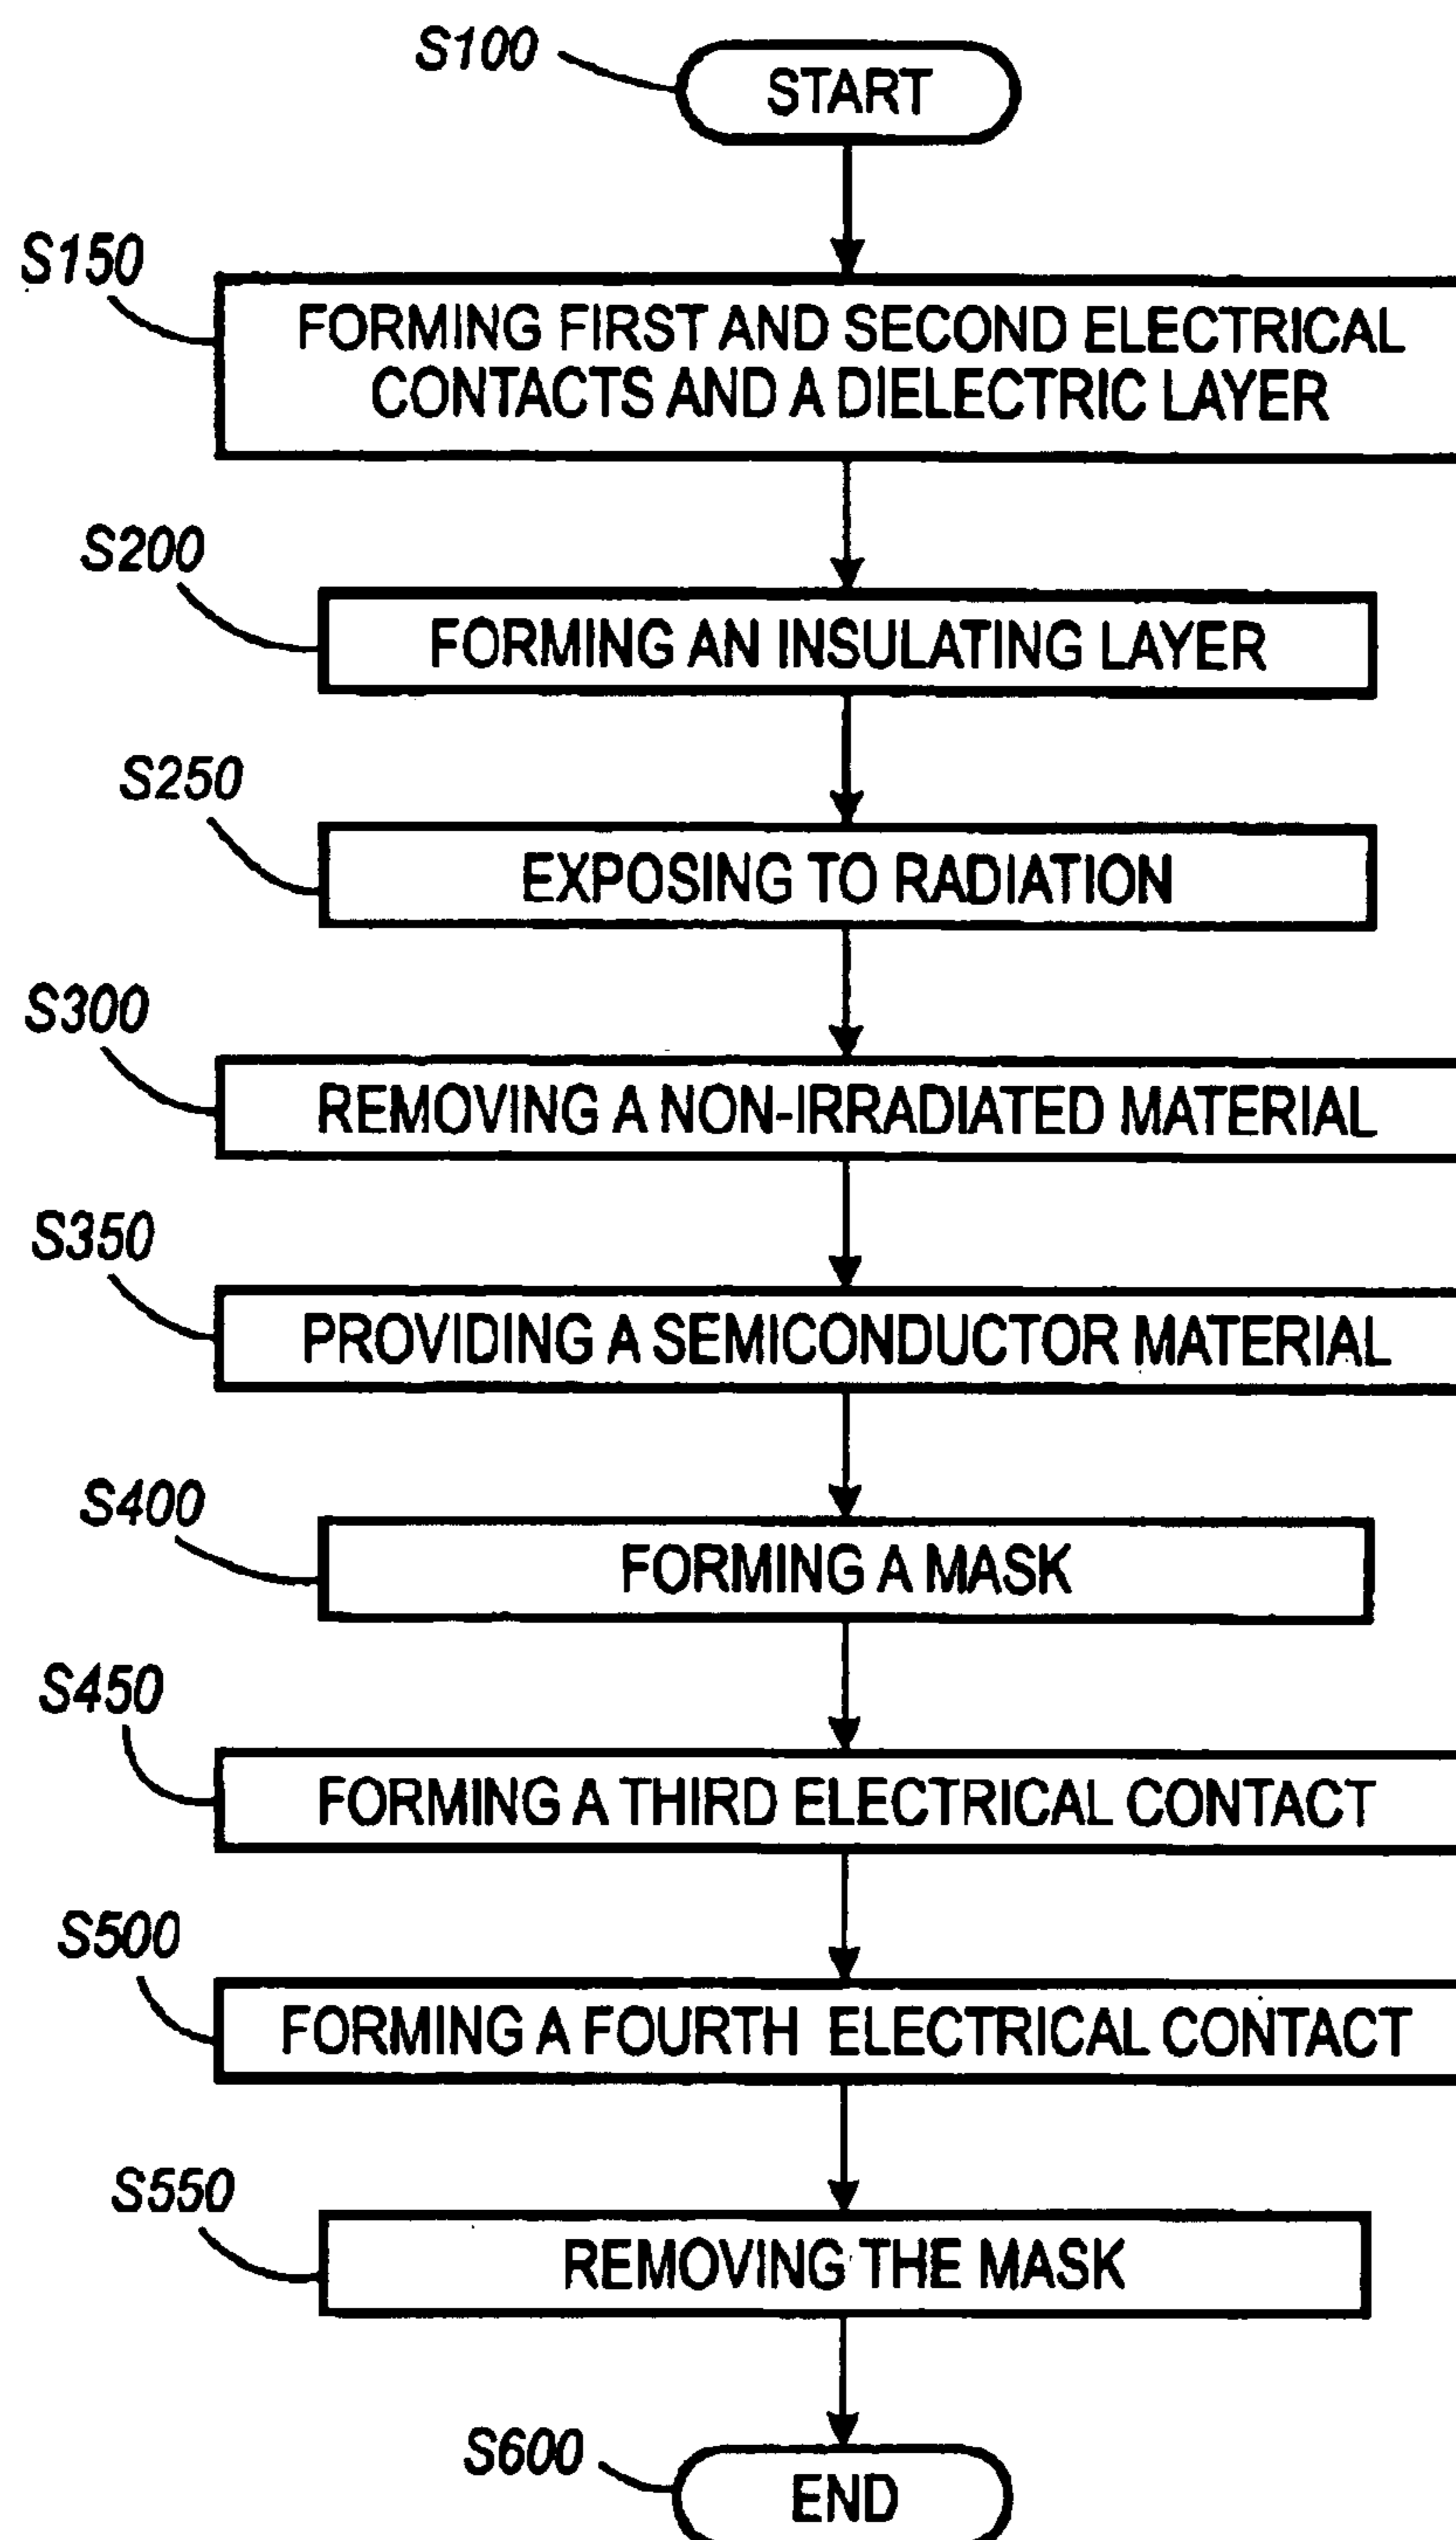 S100
START
S150
FORMING FIRST AND SECOND ELECTRICAL
CONTACTS AND A DIELECTRIC LAYER
S200
FORMING AN INSULATING LAYER
S250
EXPOSING TO RADIATION
S300
REMOVING A NON-IRRADIATED MATERIAL
S350
PROVIDING A SEMICONDUCTOR MATERIAL
S400
FORMING A MASK
S450
FORMING A THIRD ELECTRICAL CONTACT
S500
FORMING A FOURTH ELECTRICAL CONTACT
S550
REMOVING THE MASK
S600
END